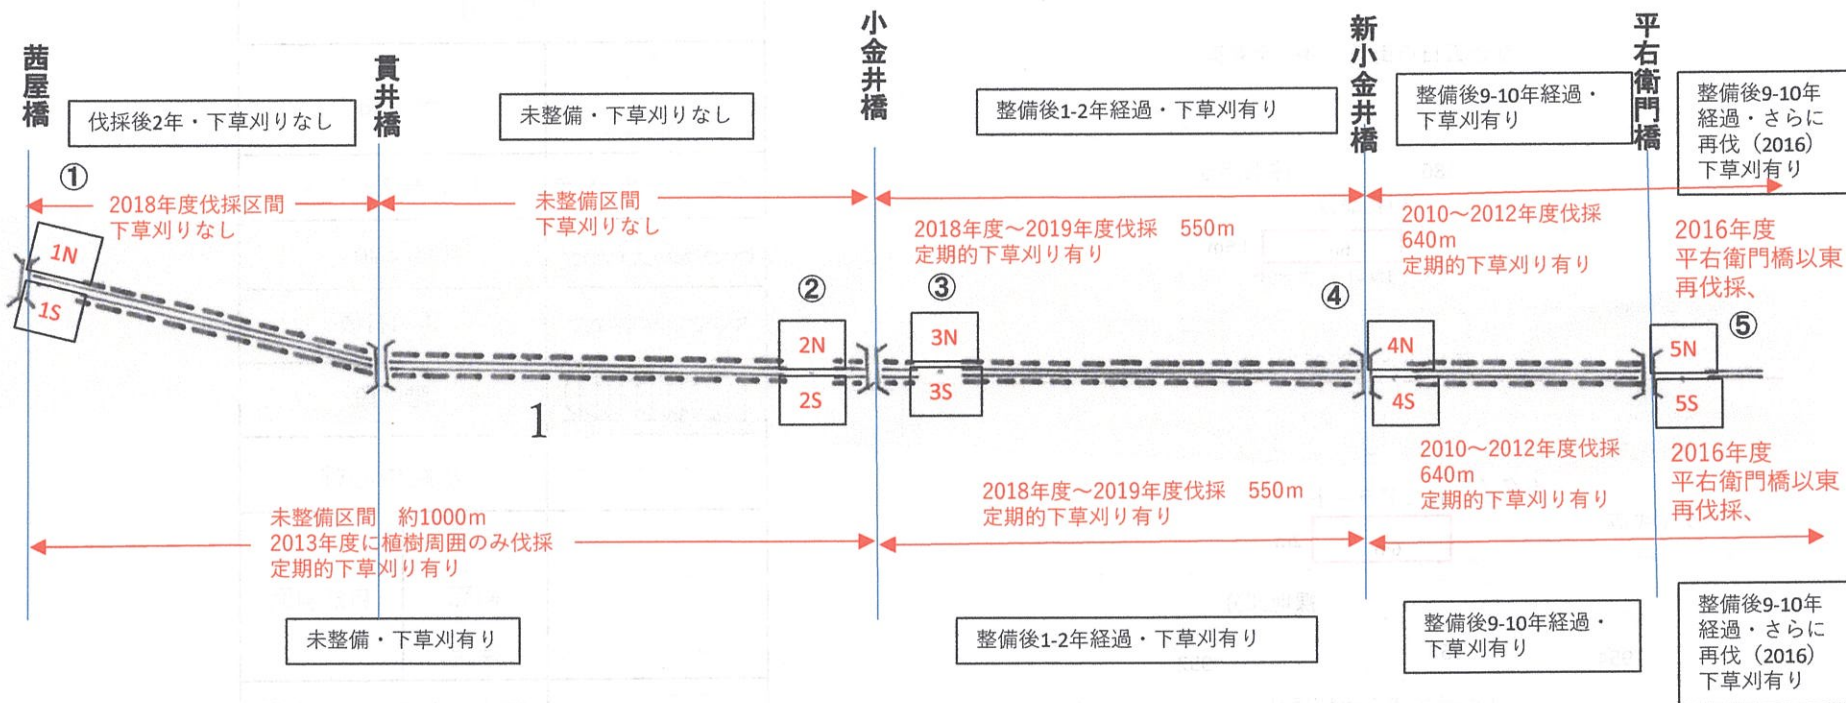 茜屋橋
貫井橋
小金井橋
新小金井橋
平右衛門橋
伐採後2年・下草刈りなし
未整備・下草刈りなし
整備後1-2年経過・下草刈有り
整備後9-10年経過・
下草刈有り
整備後9-10年
経過・さらに
再伐（2016）
下草刈有り
①
2018年度伐採区間
下草刈りなし
未整備区間
下草刈りなし
2018年度～2019年度伐採　550m
定期的下草刈り有り
2010～2012年度伐採
640m
定期的下草刈り有り
2016年度
平右衛門橋以東
再伐採、
1N
1S
②
2N
2S
③
3N
3S
④
4N
4S
⑤
5N
5S
1
未整備区間　約1000m
2013年度に植樹周囲のみ伐採
定期的下草刈り有り
2018年度～2019年度伐採　550m
定期的下草刈り有り
2010～2012年度伐採
640m
定期的下草刈り有り
2016年度
平右衛門橋以東
再伐採、
未整備・下草刈有り
整備後1-2年経過・下草刈有り
整備後9-10年経過・
下草刈有り
整備後9-10年
経過・さらに
再伐（2016）
下草刈有り